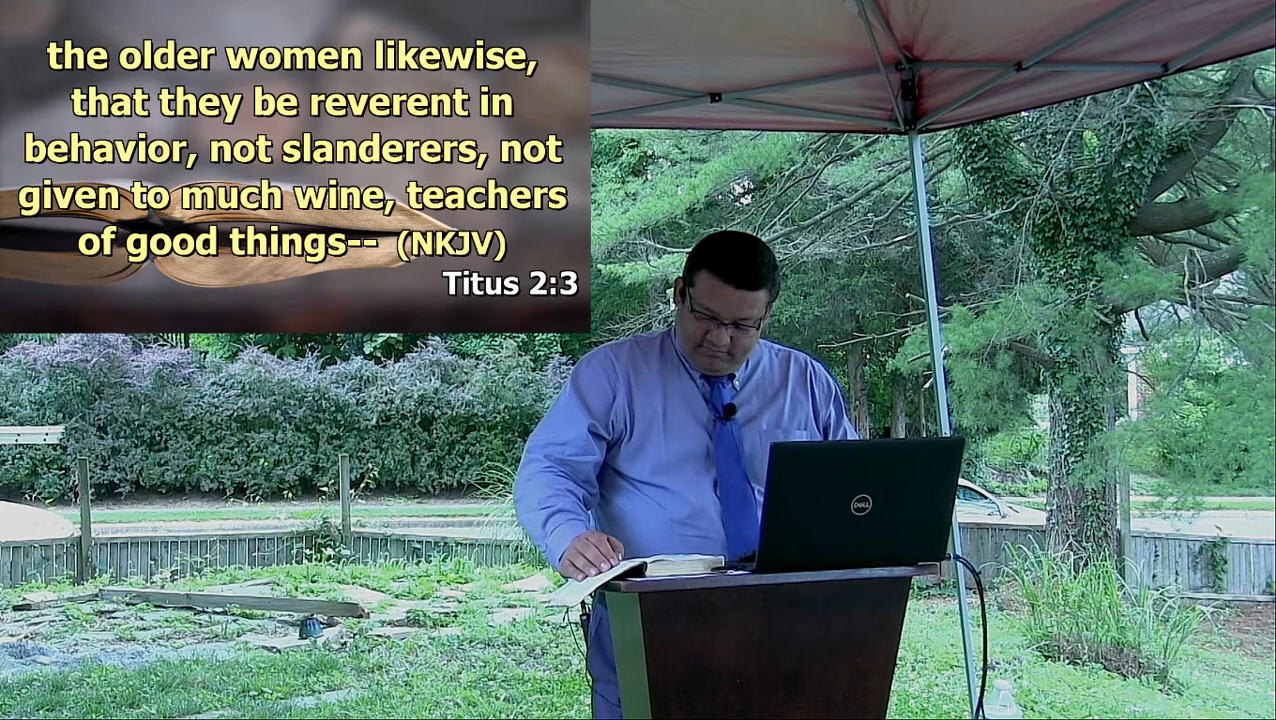 the older women likewise,
that they be reverent in
behavior, not slanderers, not
given to much wine, teachers
of good things-- (NKJV)
Titus 2:3
DELL